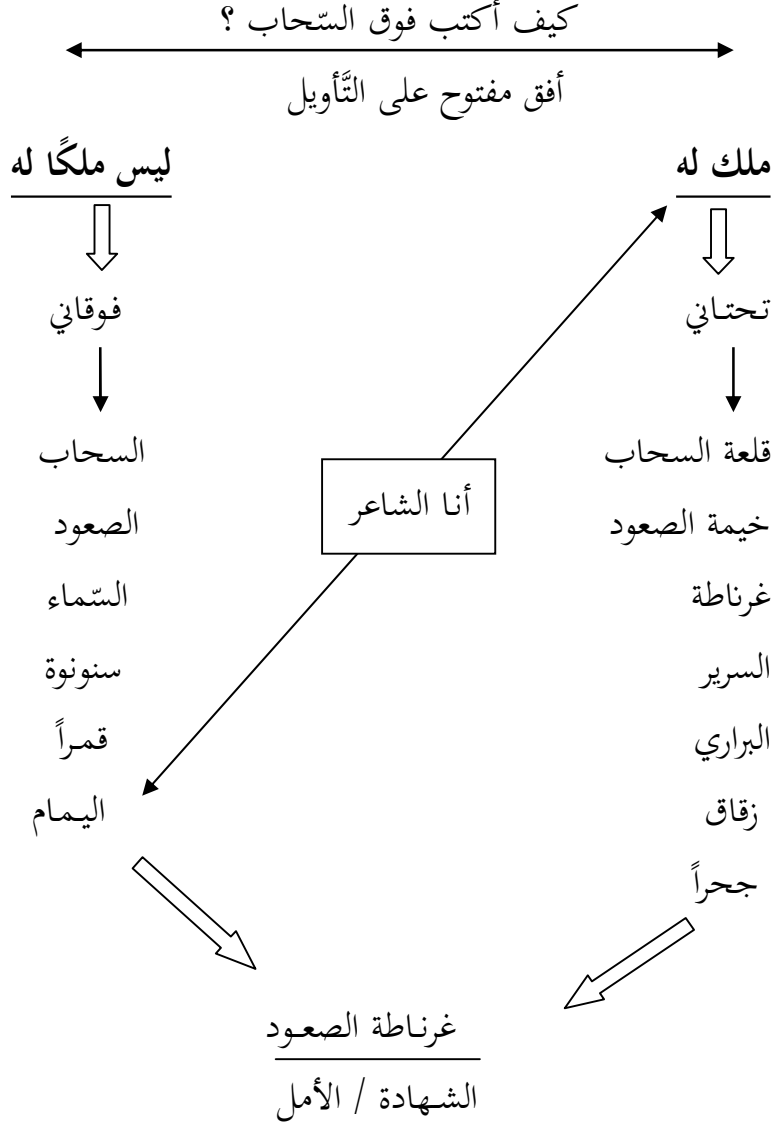 كيف أكتب فوق السّحاب ؟
أفق مفتوح على التَّأويل
ملك له
ليس ملكًا له
تحتاني
فوقاني
قلعة السحاب
السحاب
أنا الشاعر
خيمة الصعود
الصعود
غرناطة
السّماء
السرير
سنونوة
البراري
قمراً
زقاق
اليمام
جحراً
غرناطة الصعود
الشهادة / الأمل